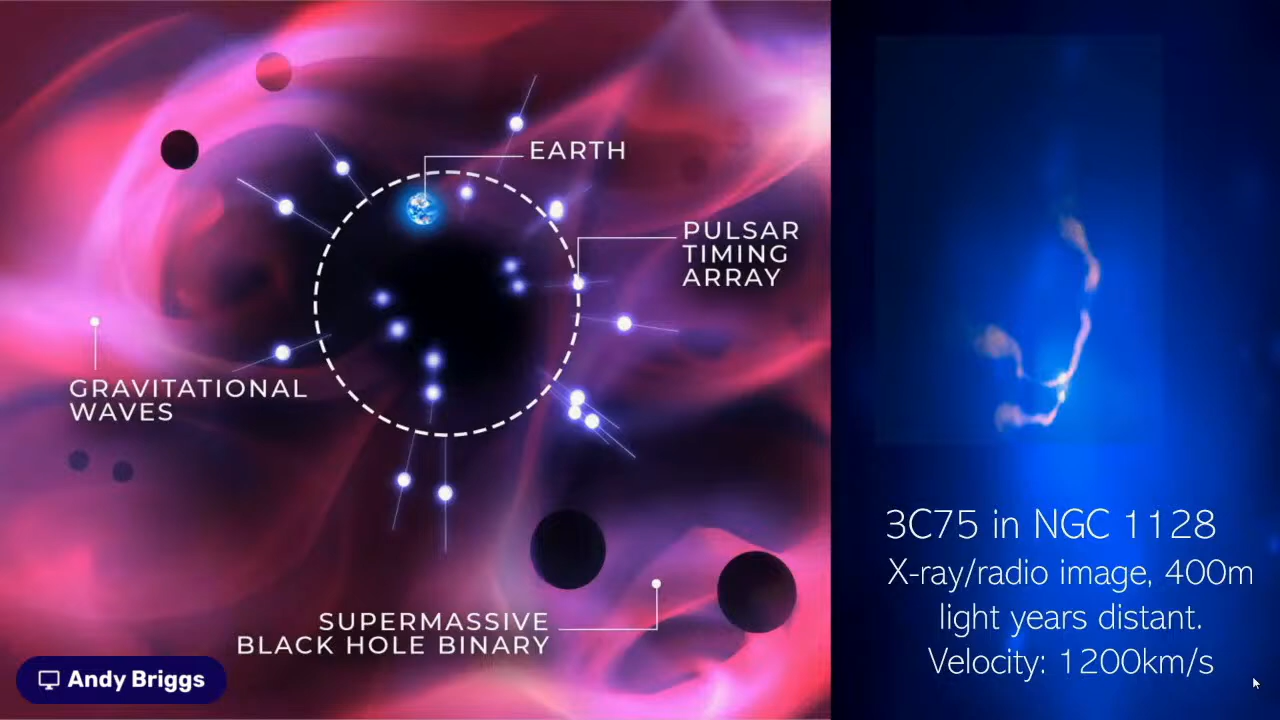 EARTH
PULSAR
TIMING
ARRAY
GRAVITATIONAL
WAVES
SUPERMASSIVE
BLACK HOLE BINARY
Andy Briggs
3C75 in NGC 1128
X-ray/radio image, 400m
light years distant.
Velocity: 1200km/s